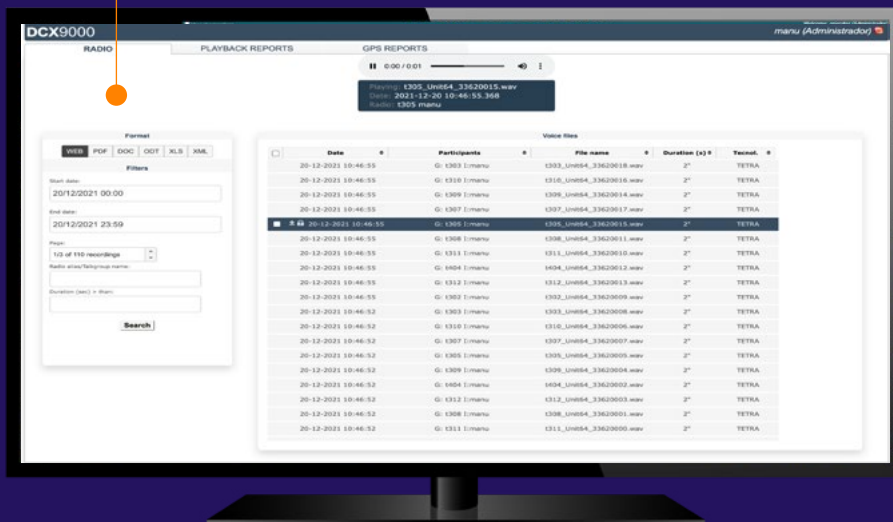 DCX9000
manu (Administrador)
RADIO PLAYBACK REPORTS GPS REPORTS
0:00 / 0:01
Playing: t305_Unit64_33620015.wav
Date: 2021-12-20 10:46:55.368
Radio: t305 manu
Format
WEB PDF DOC ODT XLS XML
Filters
Start date:
20/12/2021 00:00
End date:
20/12/2021 23:59
Page:
1/3 of 110 recordings
Radio alias/Talkgroup name:
Duration (sec) > than:
Search
Voice files
Date Participants File name Duration (s) Tecnol.
20-12-2021 10:46:55 G: t303 I:manu t303_Unit64_33620018.wav 2" TETRA
20-12-2021 10:46:55 G: t310 I:manu t310_Unit64_33620016.wav 2" TETRA
20-12-2021 10:46:55 G: t309 I:manu t309_Unit64_33620014.wav 2" TETRA
20-12-2021 10:46:55 G: t307 I:manu t307_Unit64_33620017.wav 2" TETRA
20-12-2021 10:46:55 G: t305 I:manu t305_Unit64_33620015.wav 2" TETRA
20-12-2021 10:46:55 G: t308 I:manu t308_Unit64_33620011.wav 2" TETRA
20-12-2021 10:46:55 G: t311 I:manu t311_Unit64_33620010.wav 2" TETRA
20-12-2021 10:46:55 G: t404 I:manu t404_Unit64_33620012.wav 2" TETRA
20-12-2021 10:46:55 G: t312 I:manu t312_Unit64_33620013.wav 2" TETRA
20-12-2021 10:46:55 G: t302 I:manu t302_Unit64_33620009.wav 2" TETRA
20-12-2021 10:46:52 G: t303 I:manu t303_Unit64_33620008.wav 2" TETRA
20-12-2021 10:46:52 G: t310 I:manu t310_Unit64_33620006.wav 2" TETRA
20-12-2021 10:46:52 G: t307 I:manu t307_Unit64_33620007.wav 2" TETRA
20-12-2021 10:46:52 G: t305 I:manu t305_Unit64_33620005.wav 2" TETRA
20-12-2021 10:46:52 G: t309 I:manu t309_Unit64_33620004.wav 2" TETRA
20-12-2021 10:46:52 G: t404 I:manu t404_Unit64_33620002.wav 2" TETRA
20-12-2021 10:46:52 G: t312 I:manu t312_Unit64_33620003.wav 2" TETRA
20-12-2021 10:46:52 G: t308 I:manu t308_Unit64_33620001.wav 2" TETRA
20-12-2021 10:46:52 G: t311 I:manu t311_Unit64_33620000.wav 2" TETRA